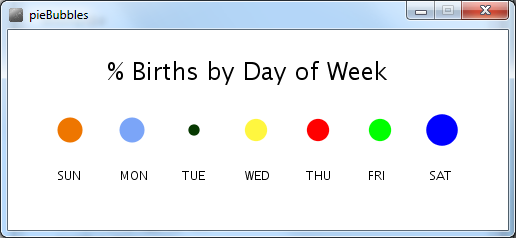 pieBubbles
% Births by Day of Week
SUN MON TUE WED THU FRI SAT